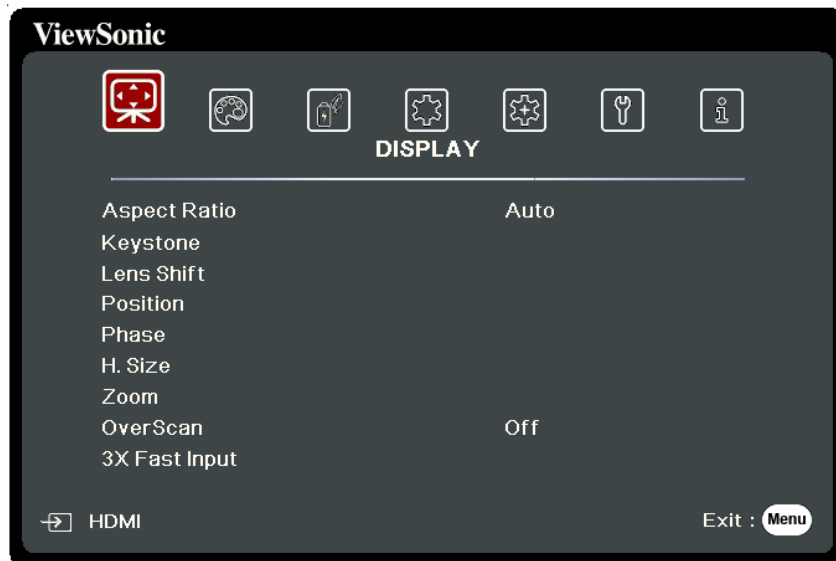 ViewSonic
DISPLAY
Aspect Ratio Auto
Keystone
Lens Shift
Position
Phase
H. Size
Zoom
OverScan Off
3X Fast Input
HDMI Exit : Menu